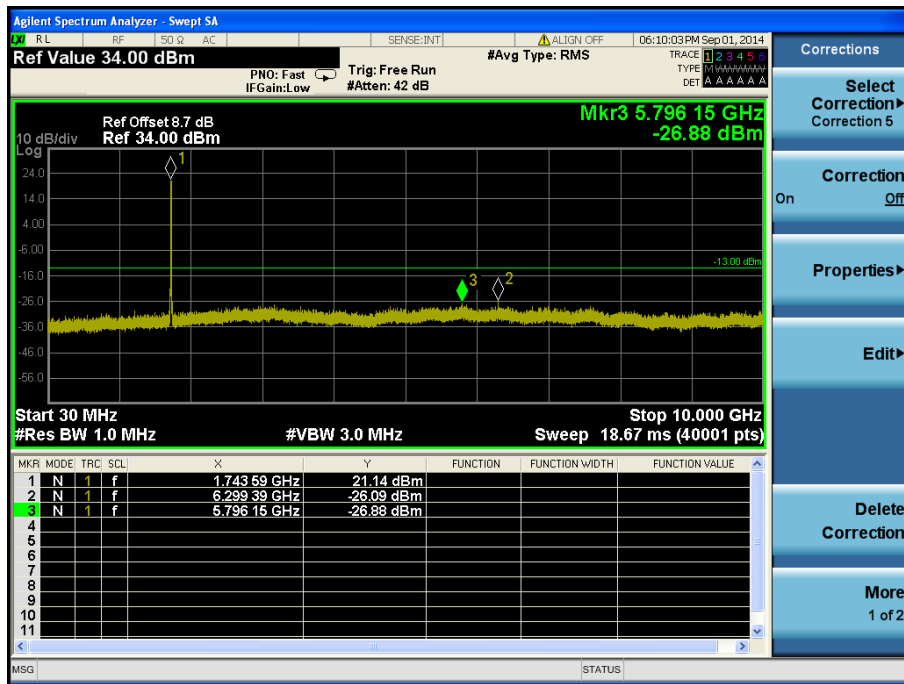 Agilent Spectrum Analyzer - Swept SA
LXI RL RF 50 Ω AC SENSE:INT ALIGN OFF 06:10:03 PM Sep 01, 2014
Ref Value 34.00 dBm
PNO: Fast
IFGain:Low
Trig: Free Run
#Atten: 42 dB
#Avg Type: RMS
TRACE 1 2 3 4 5 6
TYPE M WWWWW
DET A A A A A A
Ref Offset 8.7 dB
10 dB/div Ref 34.00 dBm
Log
Mkr3 5.796 15 GHz
-26.88 dBm
24.0
14.0
4.00
-6.00
-16.0
-26.0
-36.0
-46.0
-56.0
1
3
2
-13.00 dBm
Start 30 MHz Stop 10.000 GHz
#Res BW 1.0 MHz #VBW 3.0 MHz Sweep 18.67 ms (40001 pts)
MKR MODE TRC SCL X Y FUNCTION FUNCTION WIDTH FUNCTION VALUE
1 N 1 f 1.743 59 GHz 21.14 dBm
2 N 1 f 6.299 39 GHz -26.09 dBm
3 N 1 f 5.796 15 GHz -26.88 dBm
4
5
6
7
8
9
10
11
MSG STATUS
Corrections
Select
Correction
Correction 5
Correction
On Off
Properties
Edit
Delete
Correction
More
1 of 2